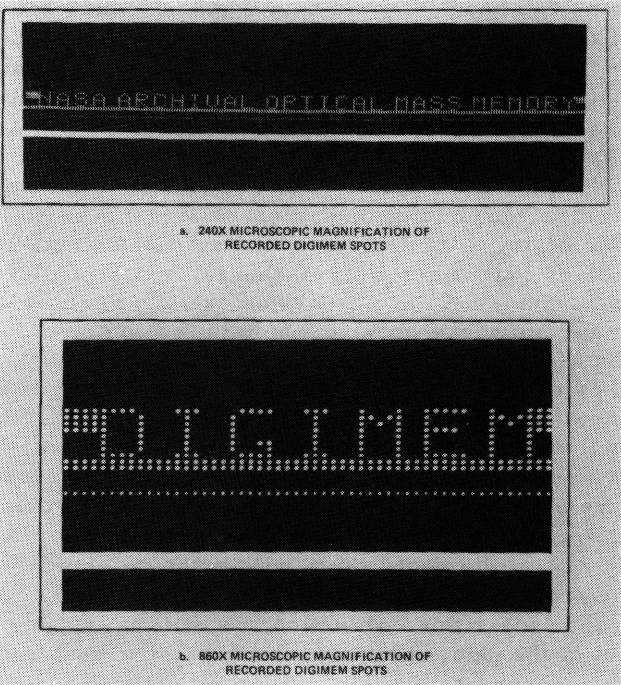 NASA ARCHIVAL OPTICAL MASS MEMORY
a. 240X MICROSCOPIC MAGNIFICATION OF
RECORDED DIGIMEM SPOTS
DIGIMEM
b. 860X MICROSCOPIC MAGNIFICATION OF
RECORDED DIGIMEM SPOTS